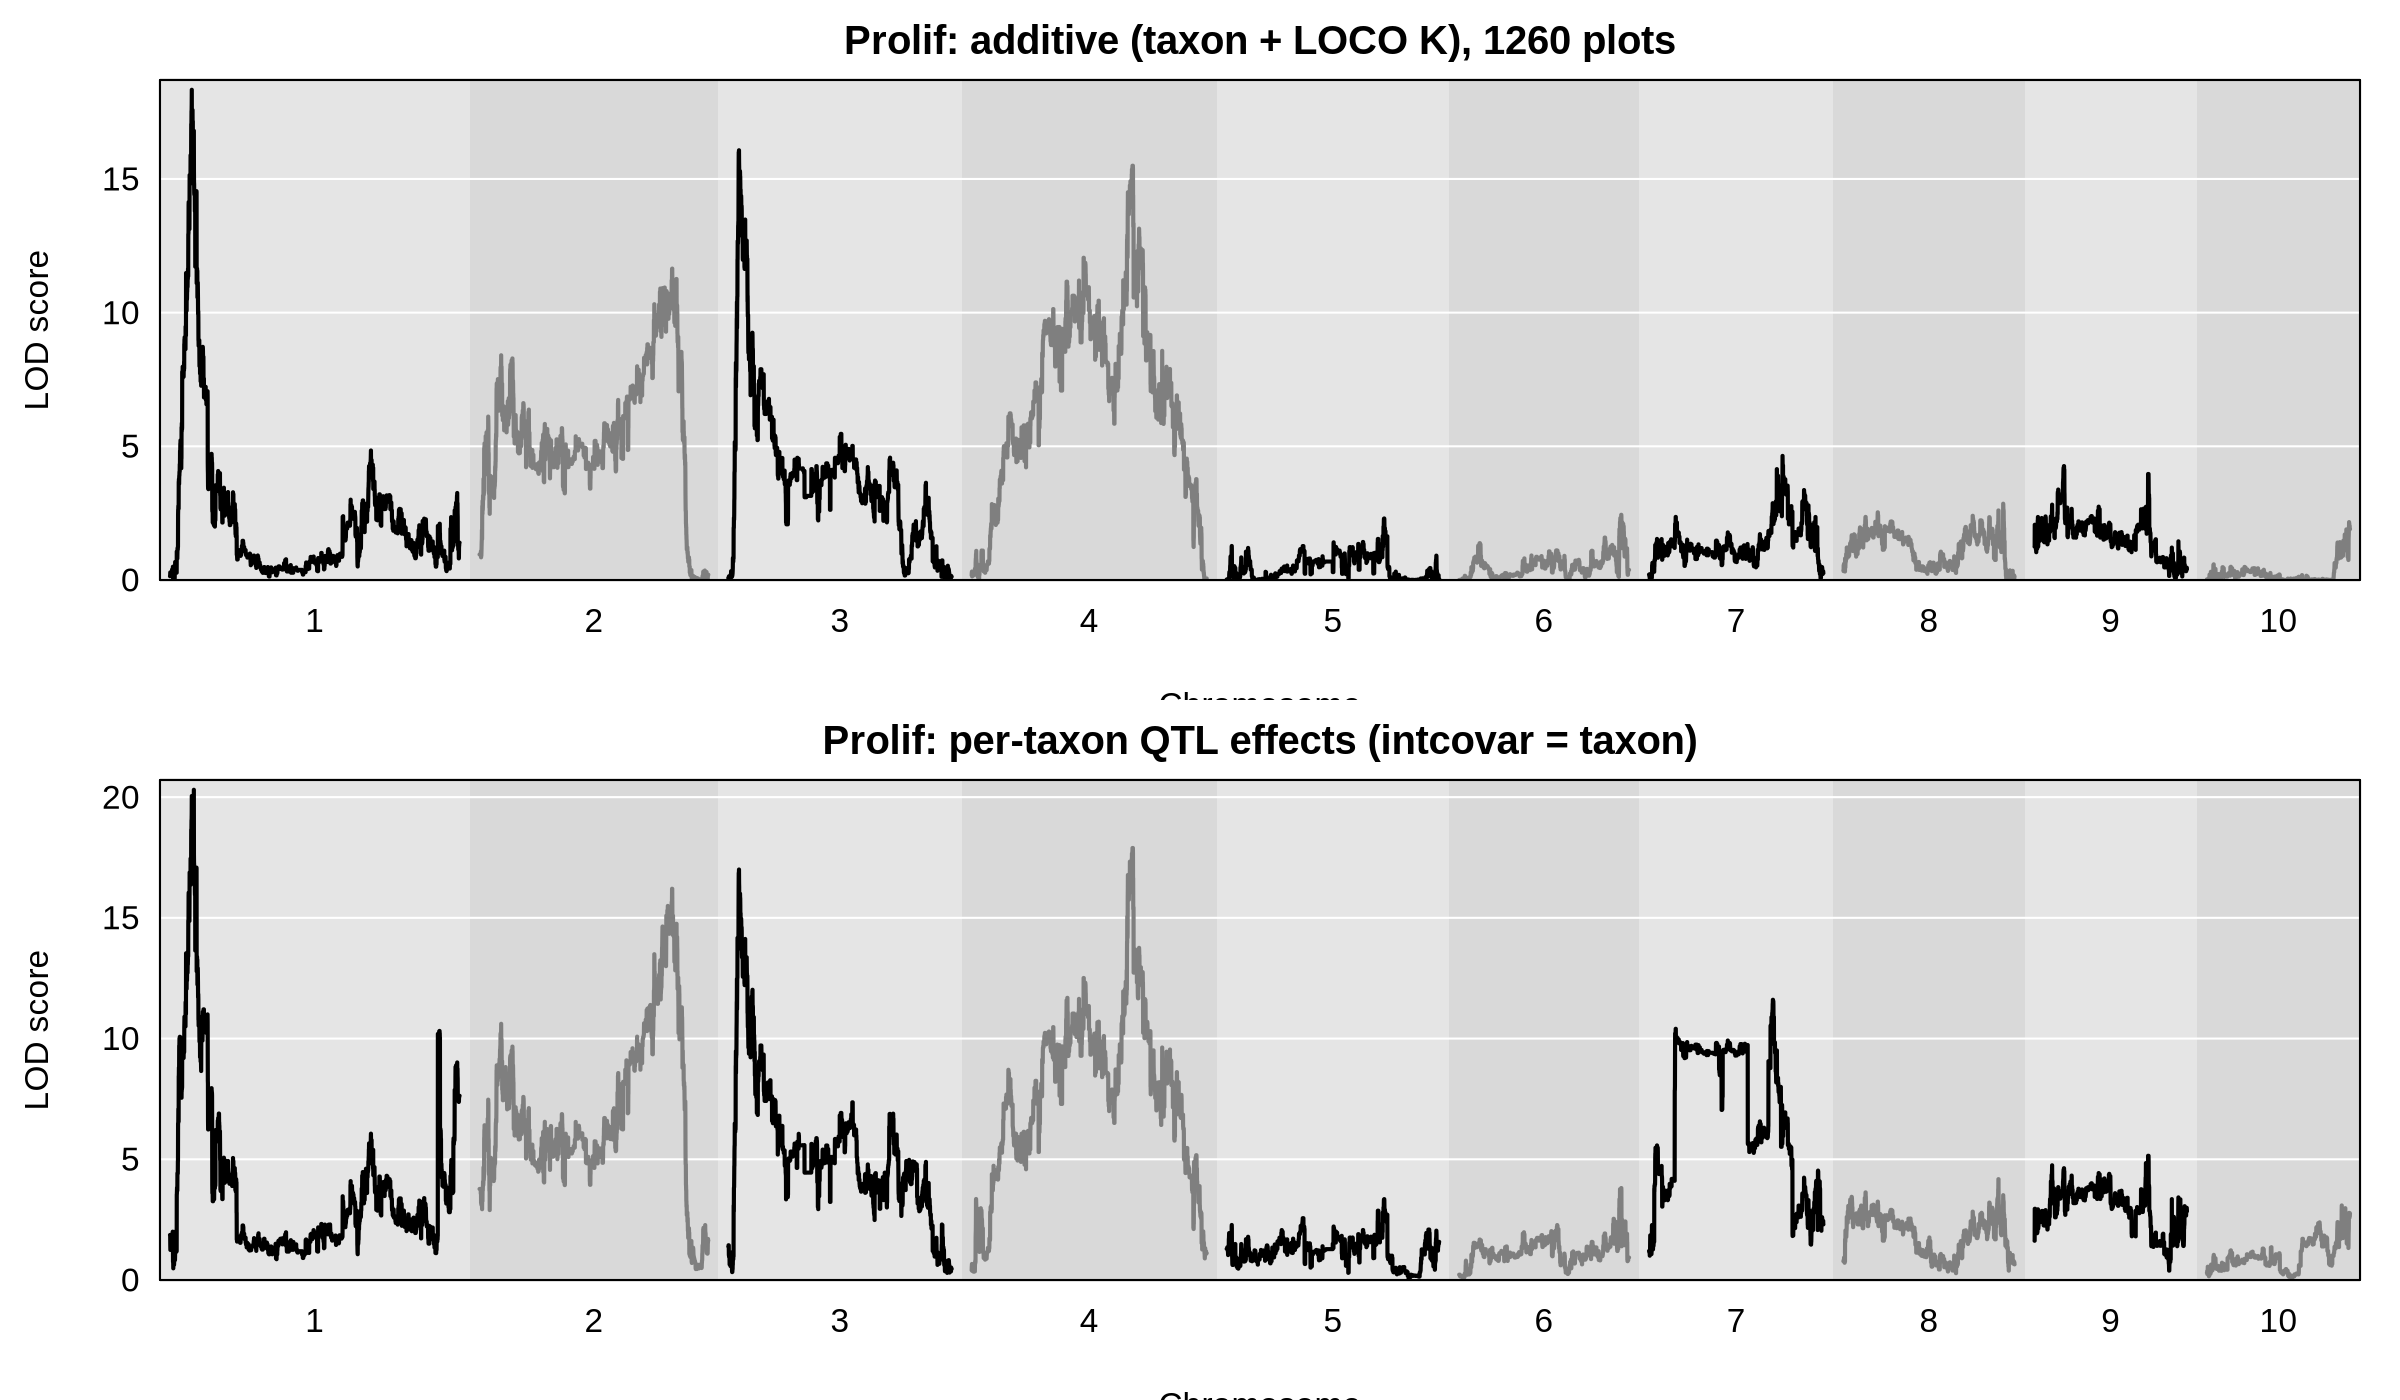 Prolif: additive (taxon + LOCO K), 1260 plots
LOD score
15
10
5
0
1 2 3 4 5 6 7 8 9 10
Chromosome
Prolif: per-taxon QTL effects (intcovar = taxon)
LOD score
20
15
10
5
0
1 2 3 4 5 6 7 8 9 10
Chromosome